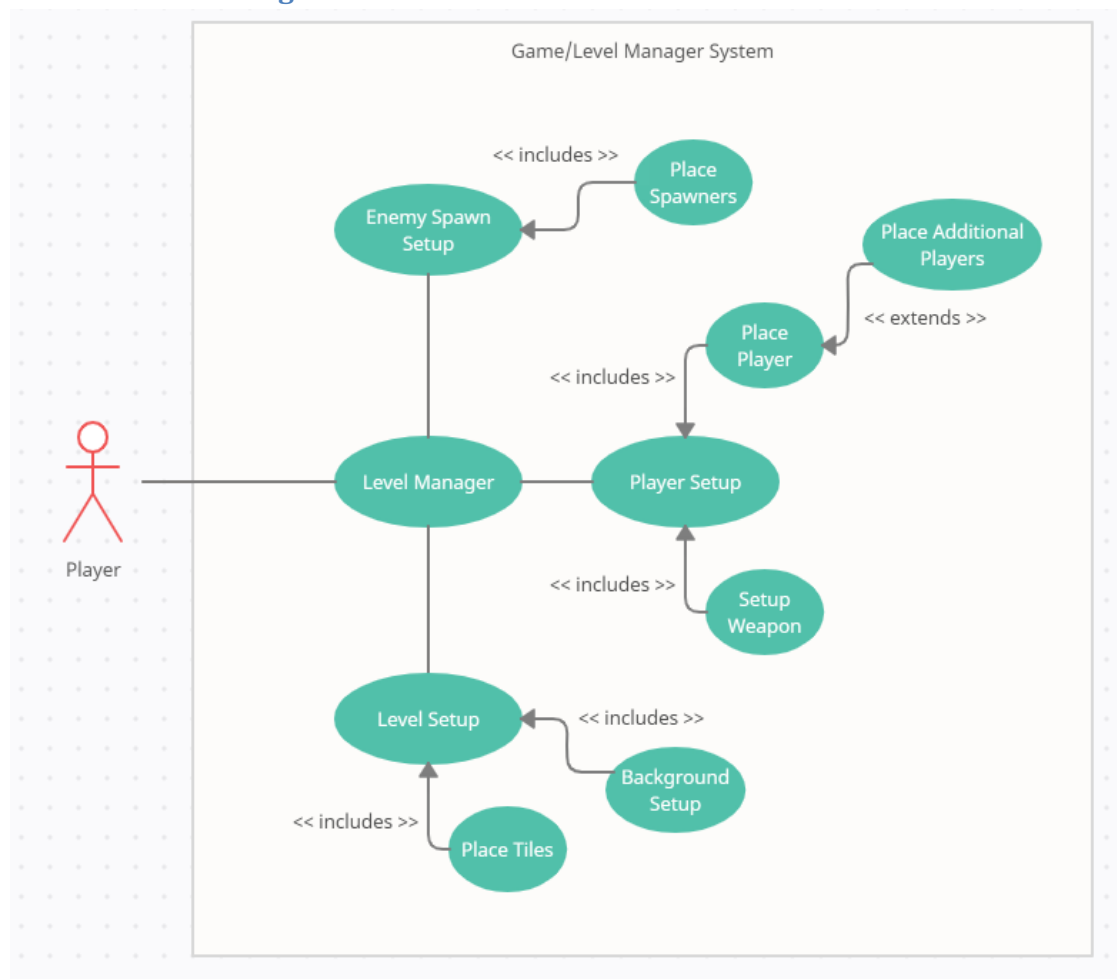 Game/Level Manager System
<< includes >>
Place
Spawners
Enemy Spawn
Setup
Place Additional
Players
<< extends >>
Place
Player
<< includes >>
Level Manager
Player Setup
Player
<< includes >>
Setup
Weapon
Level Setup
<< includes >>
Background
Setup
<< includes >>
Place Tiles